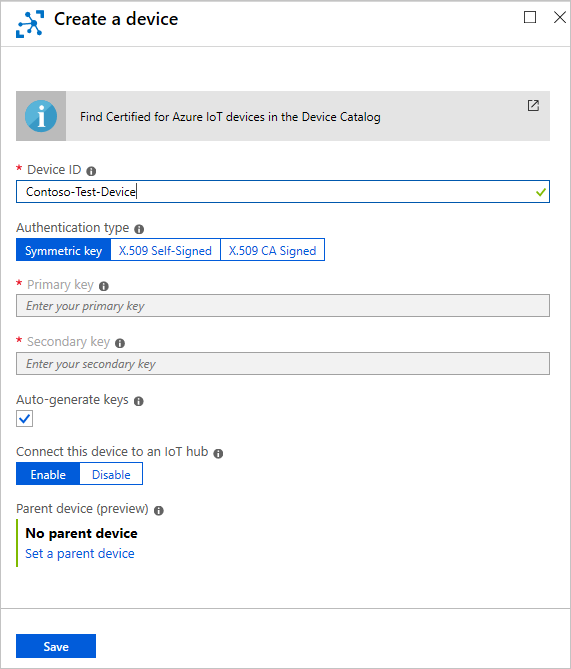 Create a device
Find Certified for Azure IoT devices in the Device Catalog
* Device ID
Contoso-Test-Device
Authentication type
Symmetric key X.509 Self-Signed X.509 CA Signed
* Primary key
Enter your primary key
* Secondary key
Enter your secondary key
Auto-generate keys
Connect this device to an IoT hub
Enable Disable
Parent device (preview)
No parent device
Set a parent device
Save